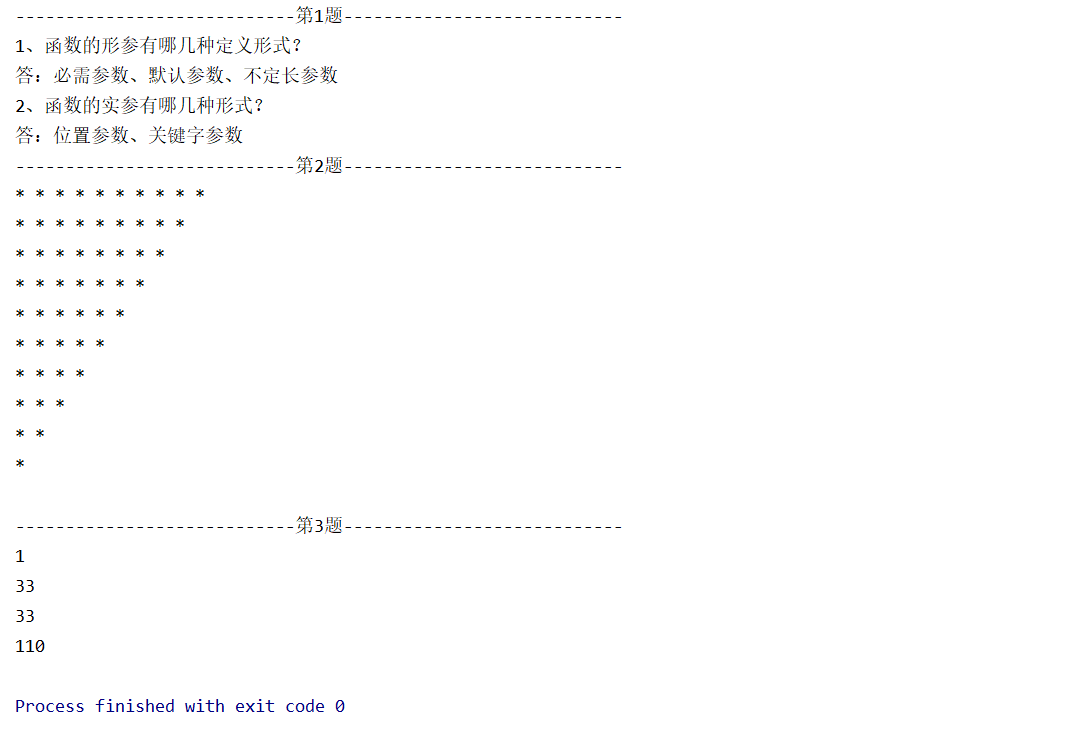 ----------------------------第1题----------------------------
1、函数的形参有哪几种定义形式？
答：必需参数、默认参数、不定长参数
2、函数的实参有哪几种形式？
答：位置参数、关键字参数
----------------------------第2题----------------------------
* * * * * * * * * *
* * * * * * * * *
* * * * * * * *
* * * * * * *
* * * * * *
* * * * *
* * * *
* * *
* *
*
----------------------------第3题----------------------------
1
33
33
110
Process finished with exit code 0